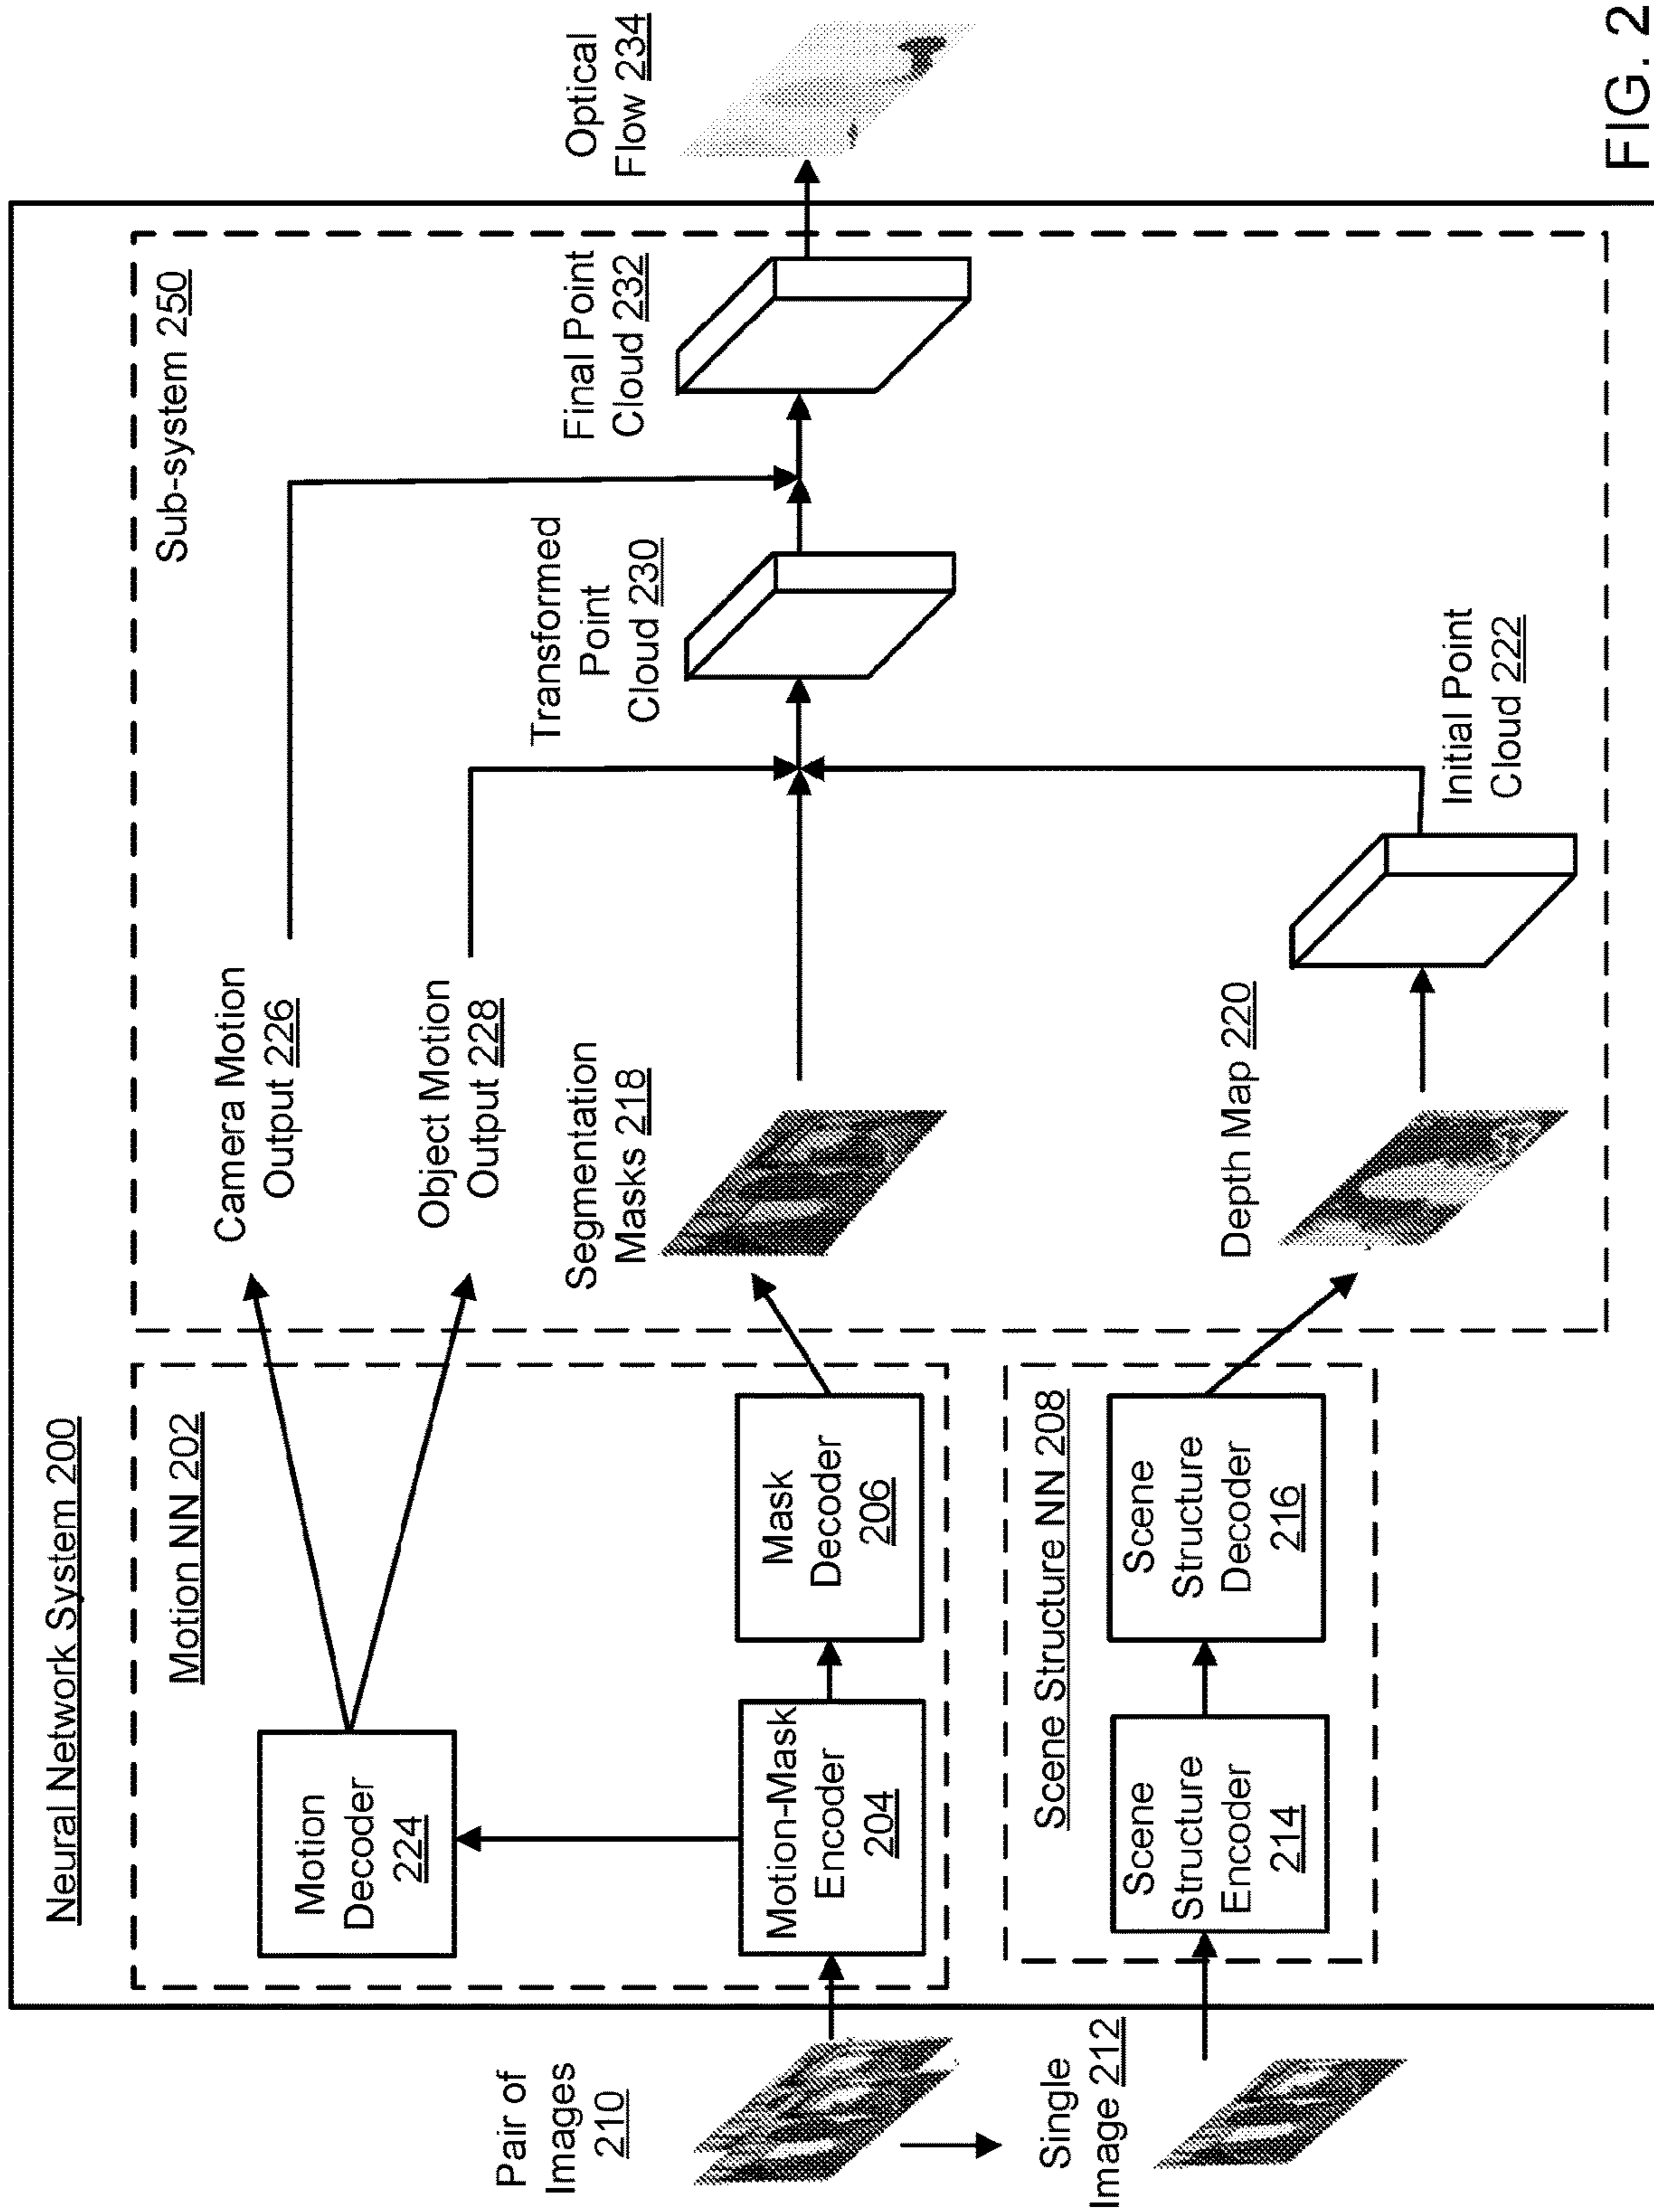 Neural Network System 200
Motion NN 202
Motion
Decoder
224
Motion-Mask
Encoder
204
Mask
Decoder
206
Pair of
Images
210
Single
Image 212
Scene Structure NN 208
Scene
Structure
Encoder
214
Scene
Structure
Decoder
216
Sub-system 250
Camera Motion
Output 226
Object Motion
Output 228
Segmentation
Masks 218
Depth Map 220
Initial Point
Cloud 222
Transformed
Point
Cloud 230
Final Point
Cloud 232
Optical
Flow 234
FIG. 2